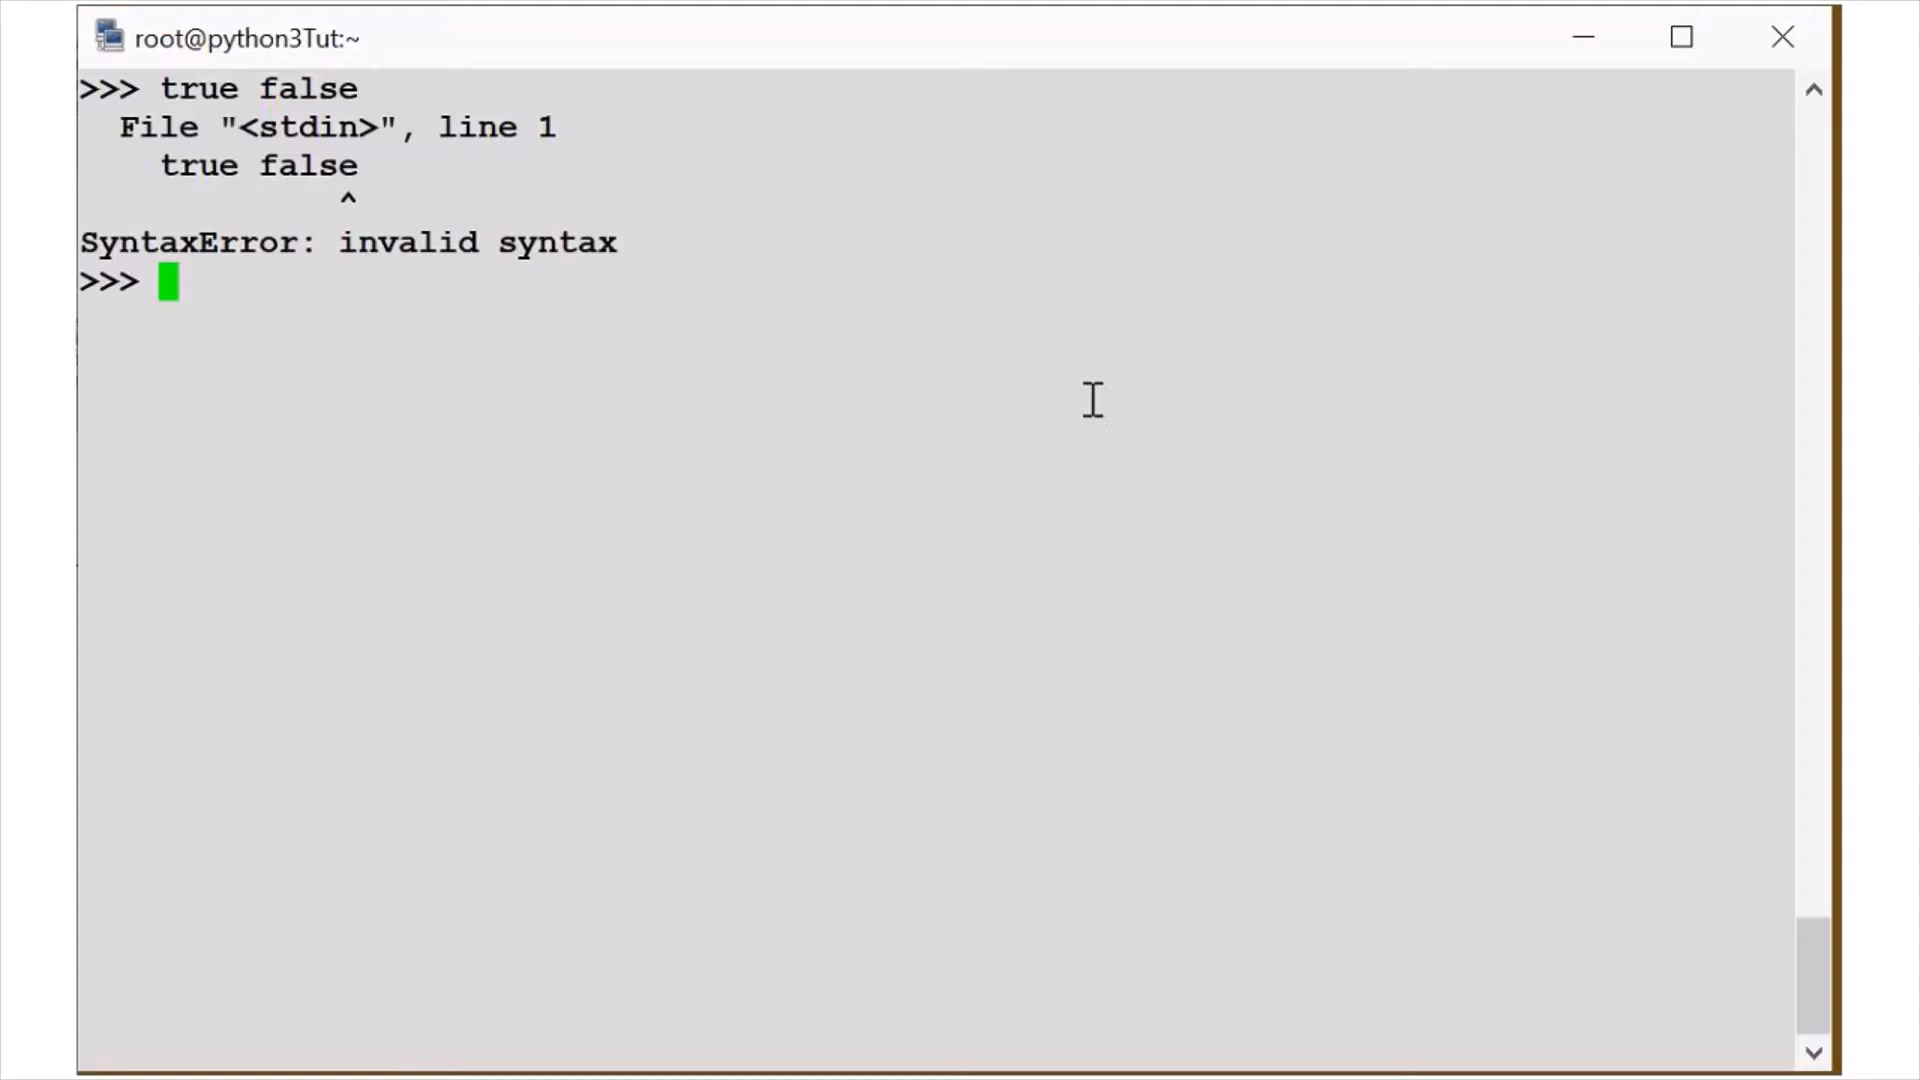 root@python3Tut:~
>>> true false
  File "<stdin>", line 1
    true false
             ^
SyntaxError: invalid syntax
>>>